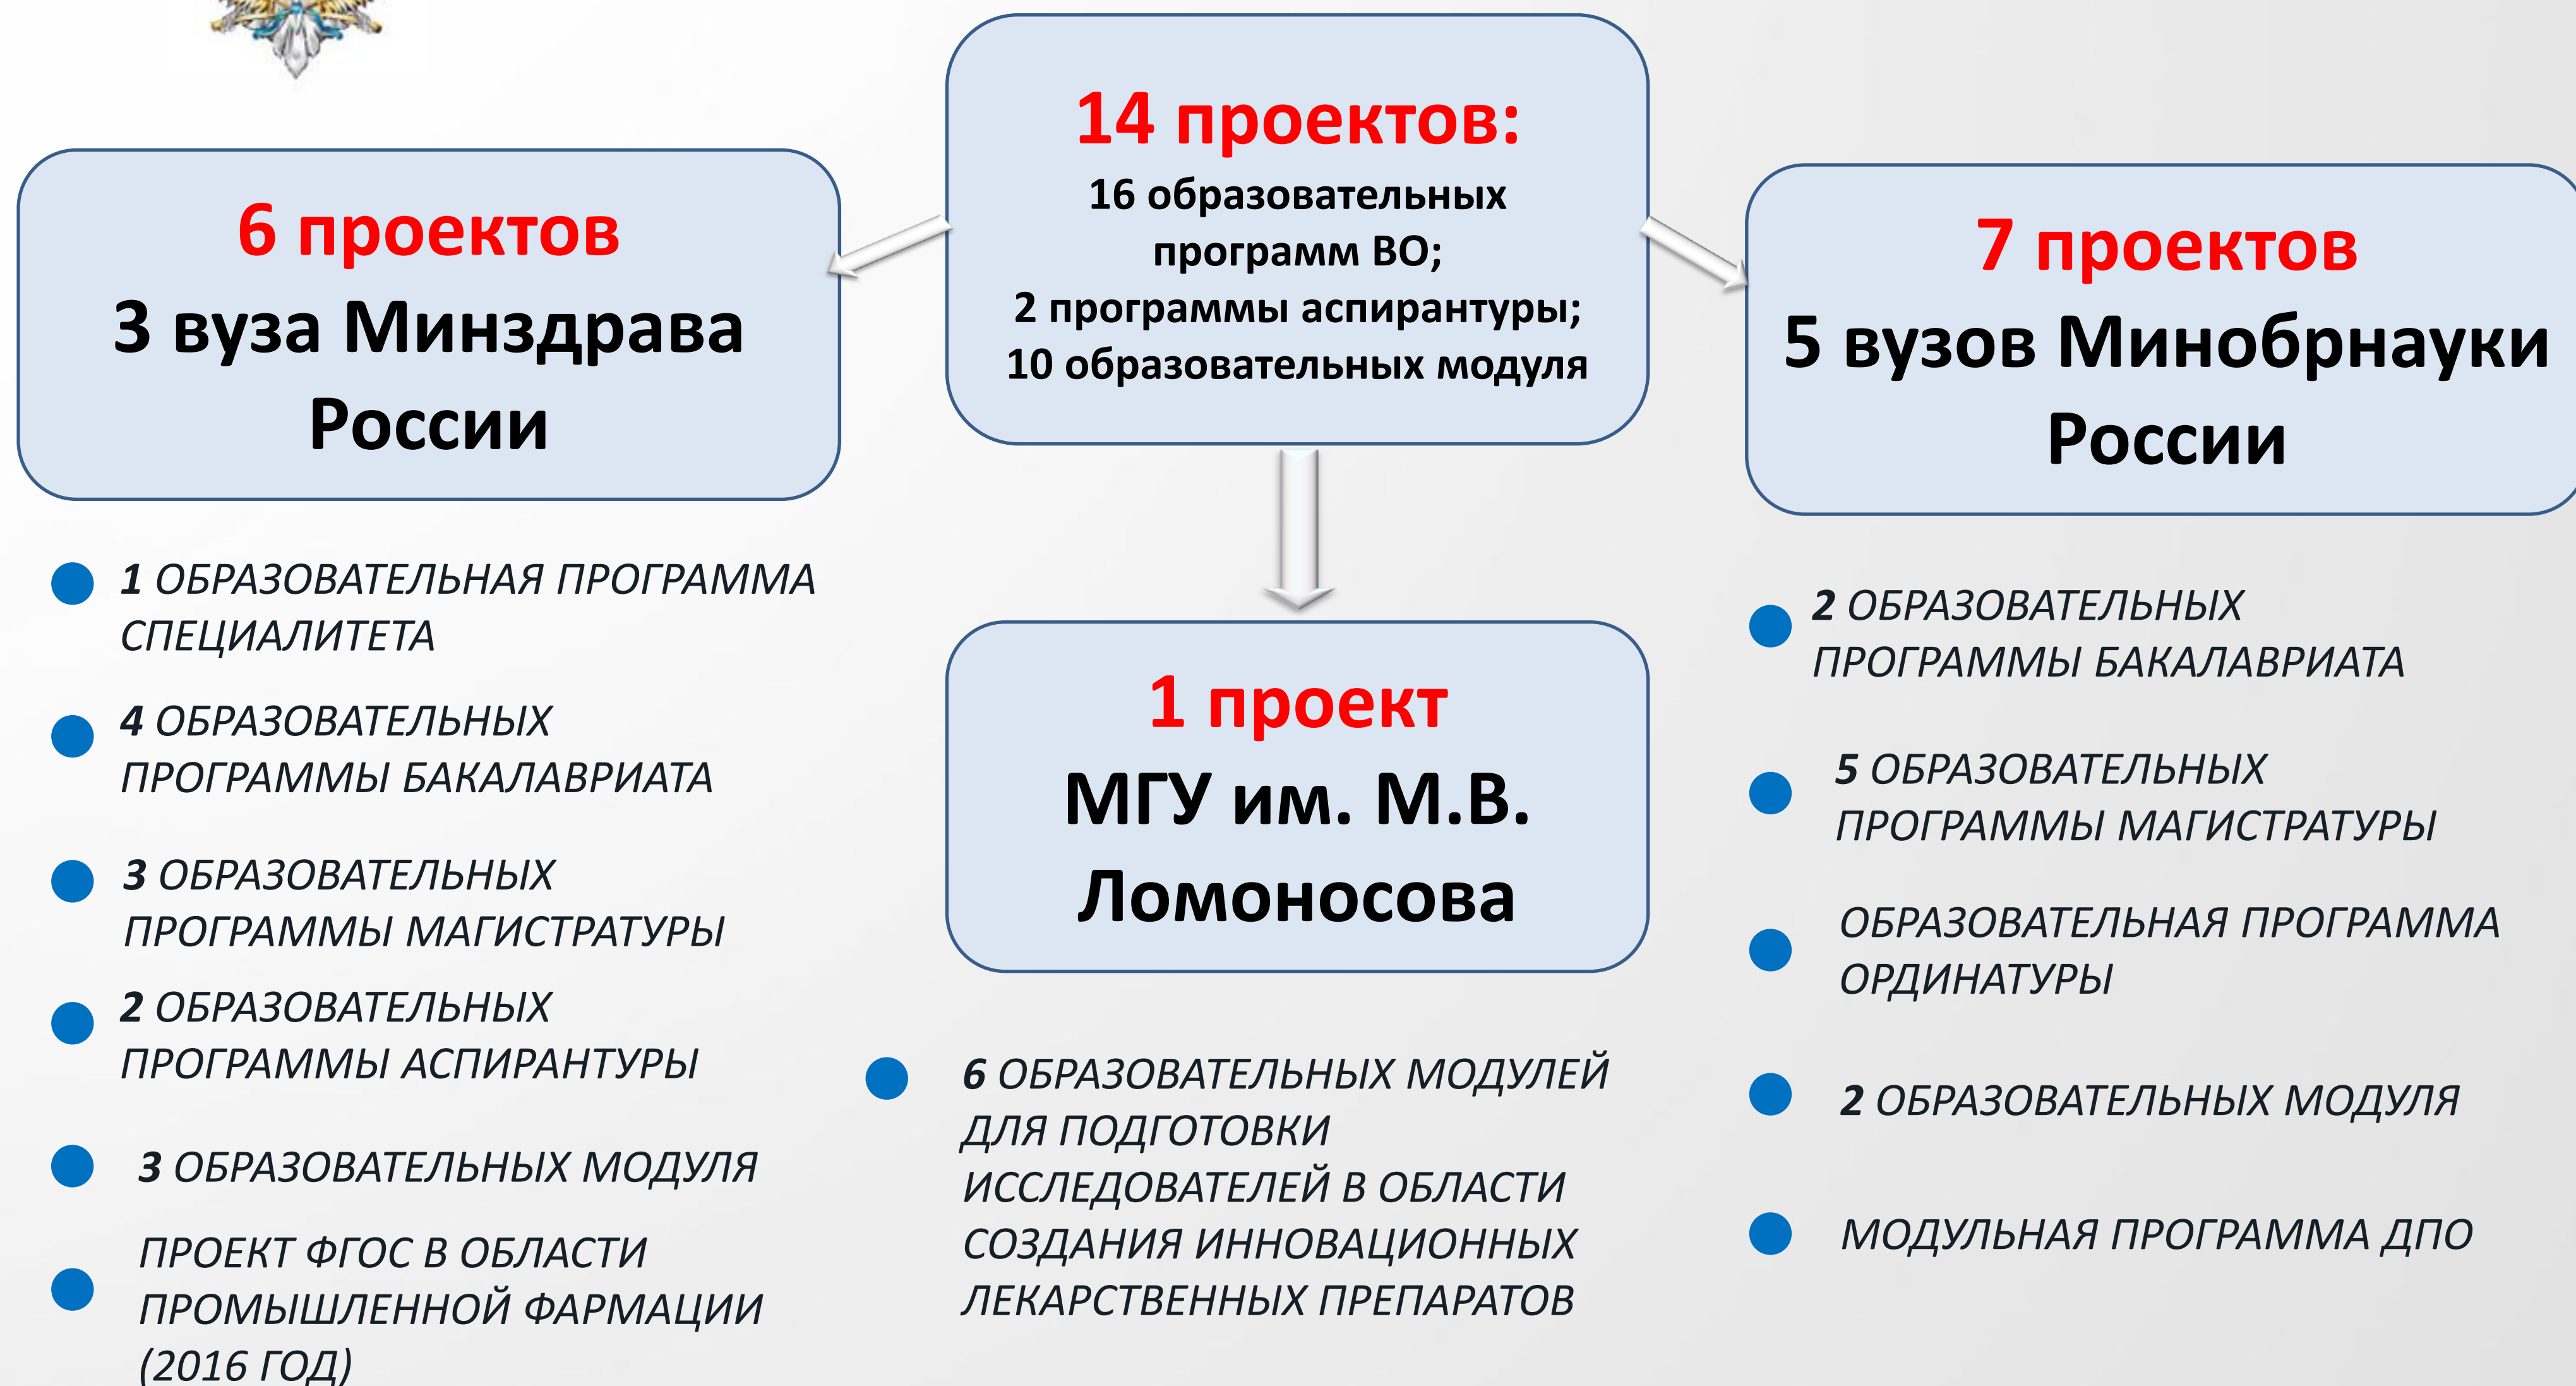 14 проектов:
16 образовательных
программ ВО;
2 программы аспирантуры;
10 образовательных модуля
6 проектов
3 вуза Минздрава
России
7 проектов
5 вузов Минобрнауки
России
1 ОБРАЗОВАТЕЛЬНАЯ ПРОГРАММА
СПЕЦИАЛИТЕТА
4 ОБРАЗОВАТЕЛЬНЫХ
ПРОГРАММЫ БАКАЛАВРИАТА
3 ОБРАЗОВАТЕЛЬНЫХ
ПРОГРАММЫ МАГИСТРАТУРЫ
2 ОБРАЗОВАТЕЛЬНЫХ
ПРОГРАММЫ АСПИРАНТУРЫ
3 ОБРАЗОВАТЕЛЬНЫХ МОДУЛЯ
ПРОЕКТ ФГОС В ОБЛАСТИ
ПРОМЫШЛЕННОЙ ФАРМАЦИИ
(2016 ГОД)
1 проект
МГУ им. М.В.
Ломоносова
6 ОБРАЗОВАТЕЛЬНЫХ МОДУЛЕЙ
ДЛЯ ПОДГОТОВКИ
ИССЛЕДОВАТЕЛЕЙ В ОБЛАСТИ
СОЗДАНИЯ ИННОВАЦИОННЫХ
ЛЕКАРСТВЕННЫХ ПРЕПАРАТОВ
2 ОБРАЗОВАТЕЛЬНЫХ
ПРОГРАММЫ БАКАЛАВРИАТА
5 ОБРАЗОВАТЕЛЬНЫХ
ПРОГРАММЫ МАГИСТРАТУРЫ
ОБРАЗОВАТЕЛЬНАЯ ПРОГРАММА
ОРДИНАТУРЫ
2 ОБРАЗОВАТЕЛЬНЫХ МОДУЛЯ
МОДУЛЬНАЯ ПРОГРАММА ДПО